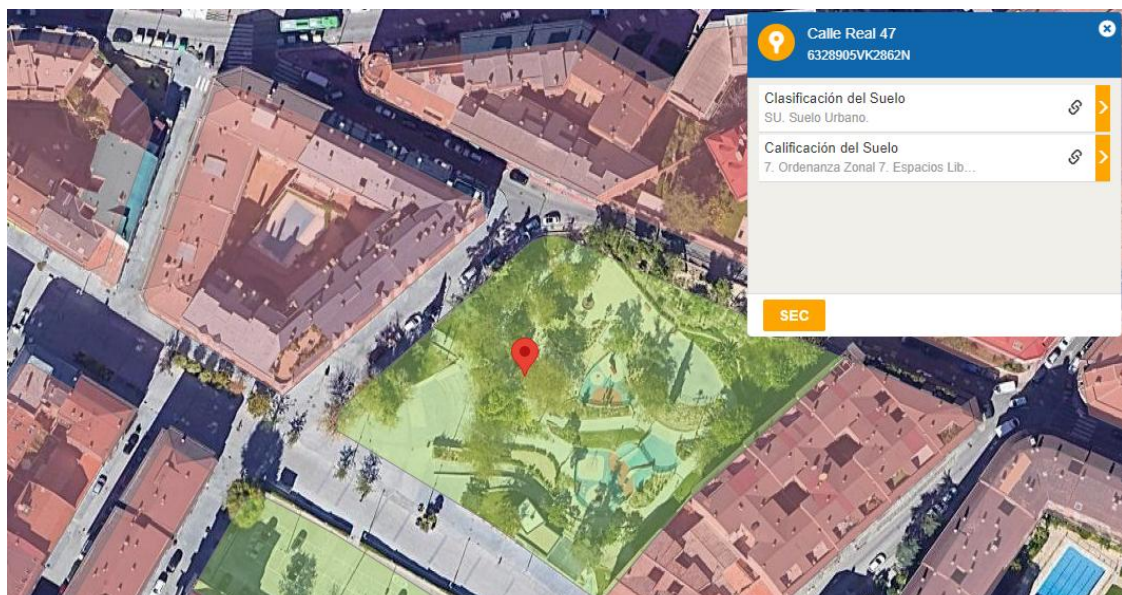 Calle Real 47
6328905VK2862N
Clasificación del Suelo
SU. Suelo Urbano.
Calificación del Suelo
7. Ordenanza Zonal 7. Espacios Lib...
SEC